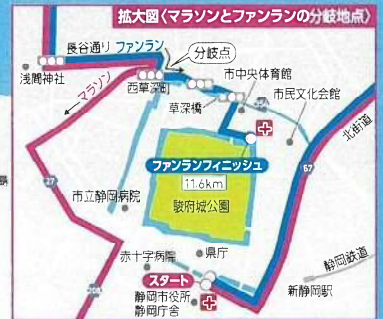 拡大図〈マラソンとファンランの分岐地点〉
長谷通り ファンラン
分岐点
浅間神社
マラソン
西草深町
市中央体育館
草深橋
市民文化会館
北街道
ファンランフィニッシュ
11.6km
駿府城公園
27
67
市立静岡病院
赤十字病院
県庁
静岡鉄道
スタート
新静岡駅
静岡市役所
静岡庁舎
208